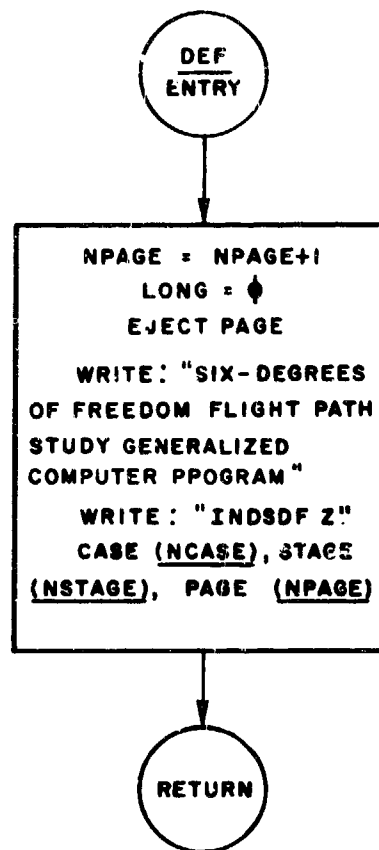 DEF
ENTRY
NPAGE = NPAGE+1
LONG = ϕ
EJECT PAGE
WRITE: "SIX-DEGREES
OF FREEDOM FLIGHT PATH
STUDY GENERALIZED
COMPUTER PPOGRAM"
WRITE: "INDSDF Z"
CASE (NCASE), STAGE
(NSTAGE), PAGE (NPAGE)
RETURN